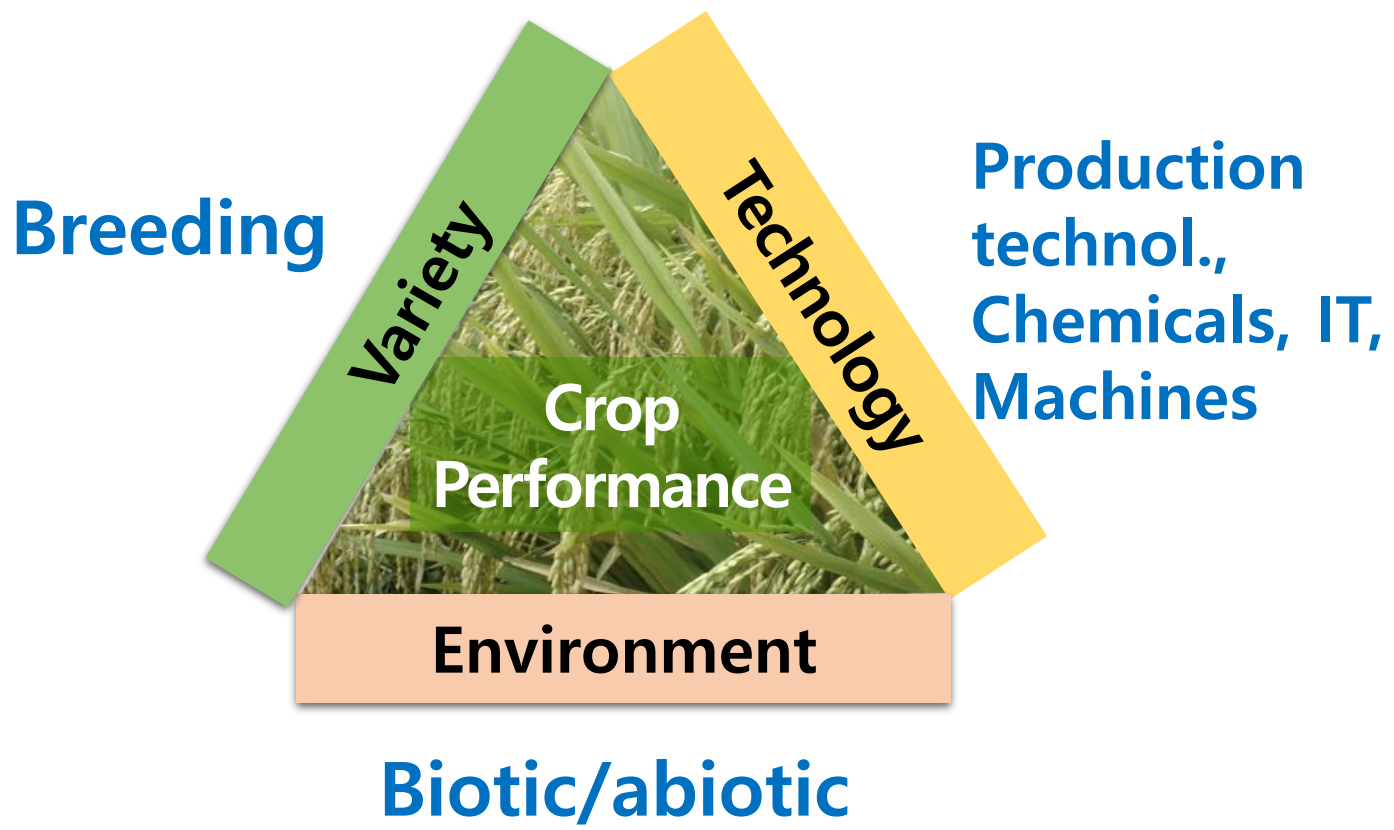 Breeding
Variety
Technology
Production
technol.,
Chemicals, IT,
Machines
Crop
Performance
Environment
Biotic/abiotic